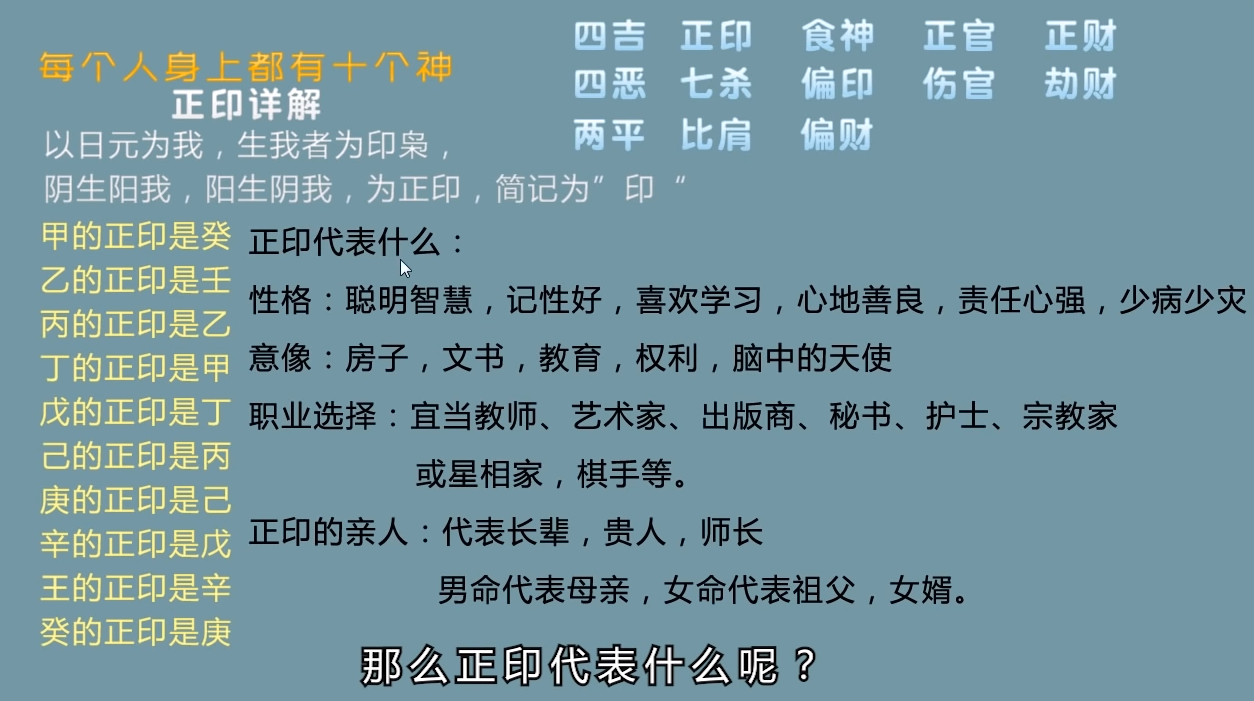 每个人身上都有十个神
正印详解
四吉 正印 食神 正官 正财
四恶 七杀 偏印 伤官 劫财
两平 比肩 偏财
以日元为我，生我者为印枭，
阴生阳我，阳生阴我，为正印，简记为”印“
甲的正印是癸
乙的正印是壬
丙的正印是乙
丁的正印是甲
戊的正印是丁
己的正印是丙
庚的正印是己
辛的正印是戊
王的正印是辛
癸的正印是庚
正印代表什么：
性格：聪明智慧，记性好，喜欢学习，心地善良，责任心强，少病少灾
意像：房子，文书，教育，权利，脑中的天使
职业选择：宜当教师、艺术家、出版商、秘书、护士、宗教家
或星相家，棋手等。
正印的亲人：代表长辈，贵人，师长
男命代表母亲，女命代表祖父，女婿。
那么正印代表什么呢？